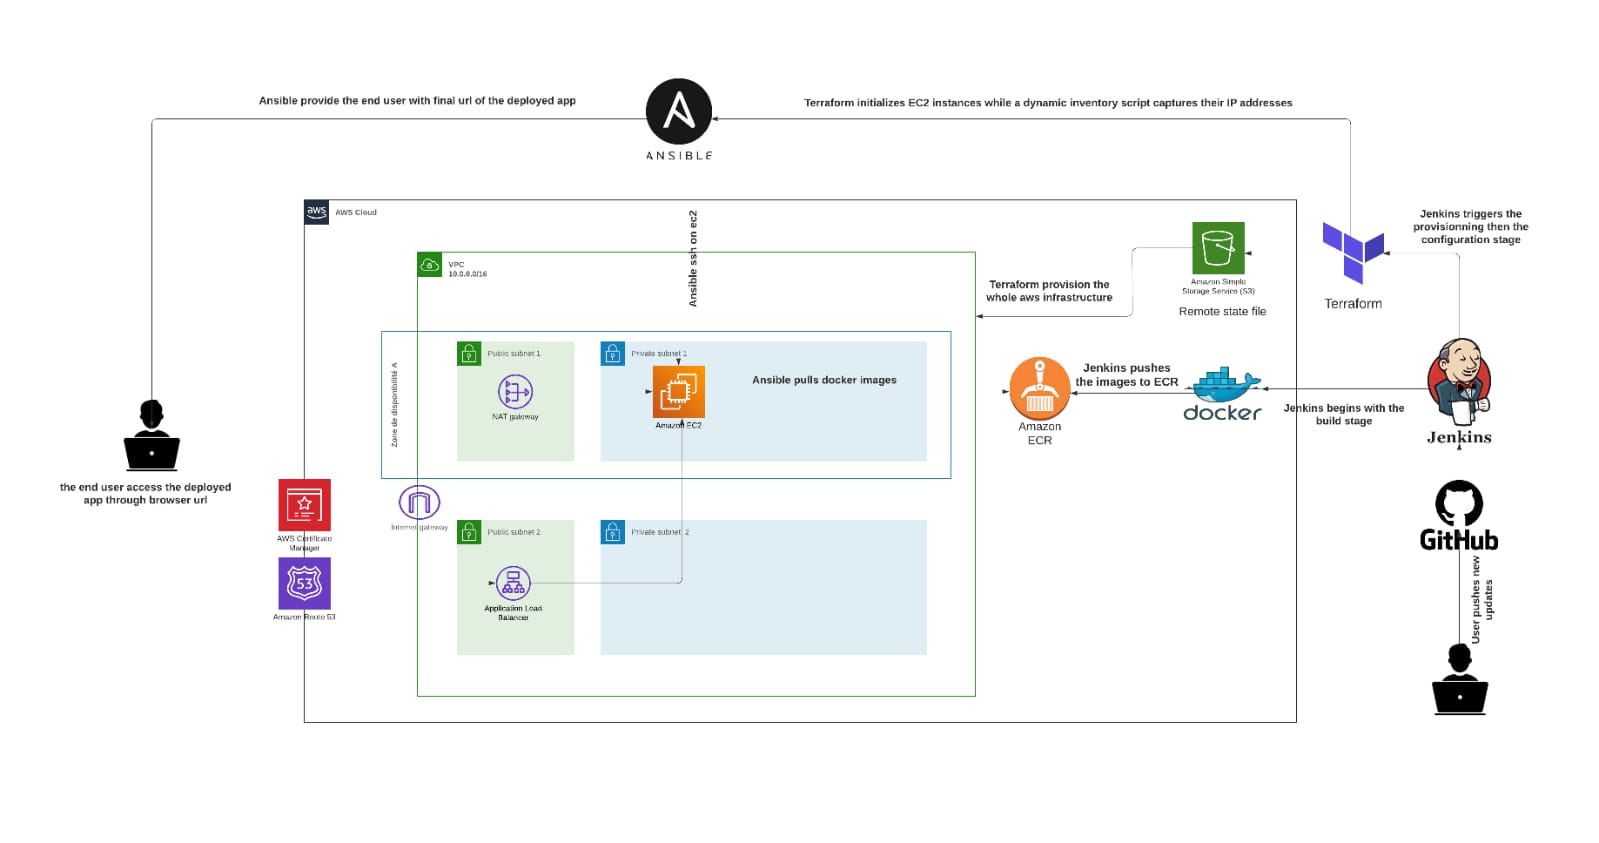 Ansible provide the end user with final url of the deployed app
Terraform initializes EC2 instances while a dynamic inventory script captures their IP addresses
ANSIBLE
aws
AWS Cloud
Ansible ssh on ec2
Jenkins triggers the
provisionning then the
configuration stage
VPC
10.0.0.0/16
Terraform provision the
whole aws infrastructure
Amazon Simple
Storage Service (S3)
Remote state file
Terraform
Zone de disponibilité A
Public subnet 1
NAT gateway
Private subnet 1
Amazon EC2
Ansible pulls docker images
Jenkins pushes
the images to ECR
Amazon
ECR
docker
Jenkins begins with the
build stage
Jenkins
the end user access the deployed
app through browser url
AWS Certificate
Manager
53
Amazon Route 53
Internet gateway
Public subnet 2
Application Load
Balancer
Private subnet 2
GitHub
User pushes new
updates